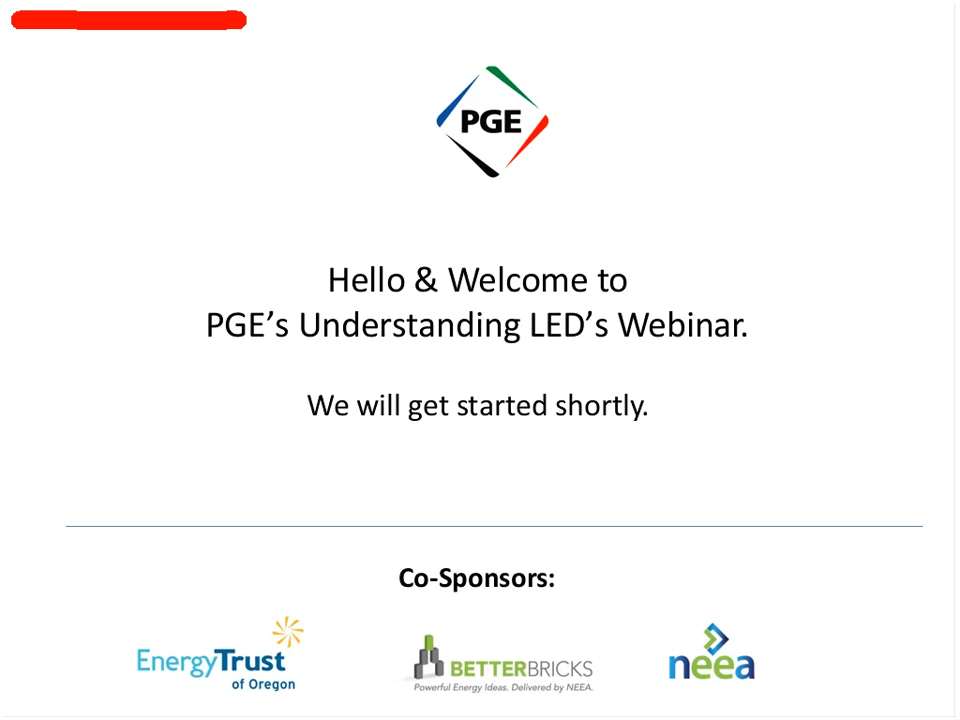 PGE
Hello & Welcome to
PGE’s Understanding LED’s Webinar.
We will get started shortly.
Co-Sponsors:
EnergyTrust
of Oregon
BETTERBRICKS
Powerful Energy Ideas. Delivered by NEEA.
neea